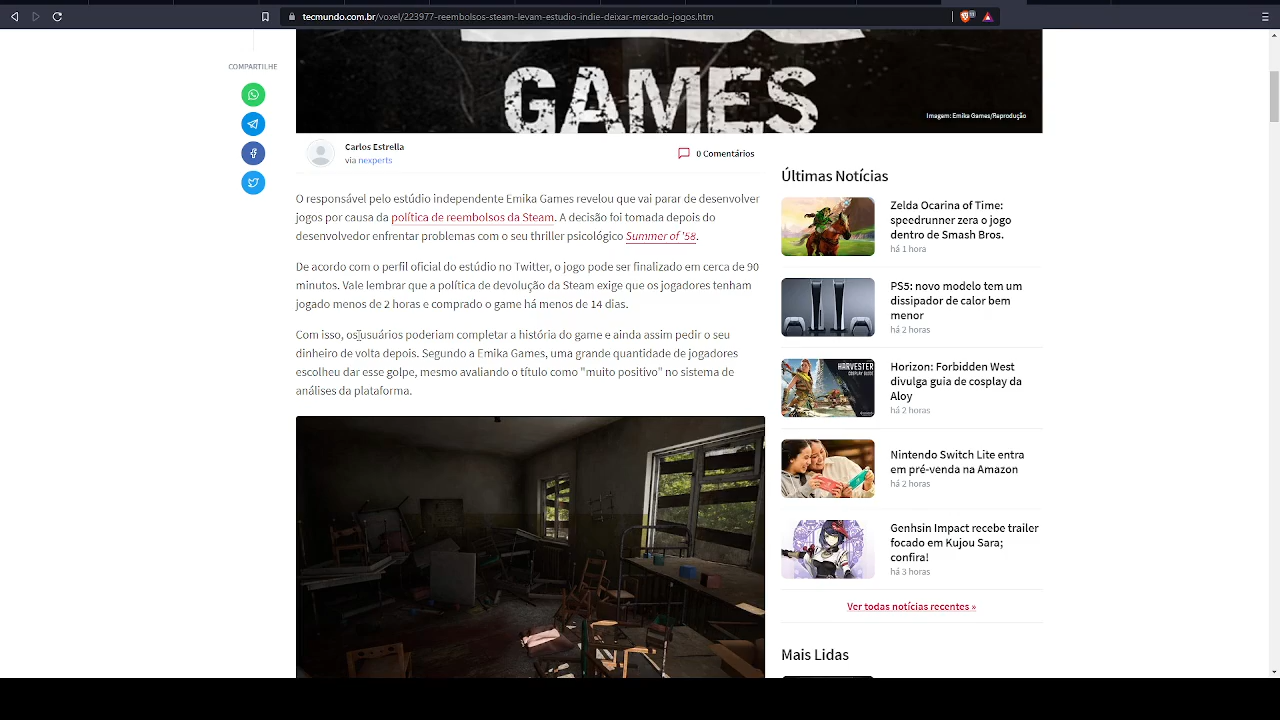 tecmundo.com.br/voxel/223977-reembolsos-steam-levam-estudio-indie-deixar-mercado-jogos.htm
COMPARTILHE
GAMES
Imagem: Emika Games/Reprodução
Carlos Estrella
via nexperts
0 Comentários
O responsável pelo estúdio independente Emika Games revelou que vai parar de desenvolver
jogos por causa da política de reembolsos da Steam. A decisão foi tomada depois do
desenvolvedor enfrentar problemas com o seu thriller psicológico Summer of '58.
De acordo com o perfil oficial do estúdio no Twitter, o jogo pode ser finalizado em cerca de 90
minutos. Vale lembrar que a política de devolução da Steam exige que os jogadores tenham
jogado menos de 2 horas e comprado o game há menos de 14 dias.
Com isso, os usuários poderiam completar a história do game e ainda assim pedir o seu
dinheiro de volta depois. Segundo a Emika Games, uma grande quantidade de jogadores
escolheu dar esse golpe, mesmo avaliando o título como "muito positivo" no sistema de
análises da plataforma.
Últimas Notícias
Zelda Ocarina of Time:
speedrunner zera o jogo
dentro de Smash Bros.
há 1 hora
PS5: novo modelo tem um
dissipador de calor bem
menor
há 2 horas
HARVESTER
COSPLAY GUIDE
Horizon: Forbidden West
divulga guia de cosplay da
Aloy
há 2 horas
Nintendo Switch Lite entra
em pré-venda na Amazon
há 2 horas
Genhsin Impact recebe trailer
focado em Kujou Sara;
confira!
há 3 horas
Ver todas notícias recentes »
Mais Lidas